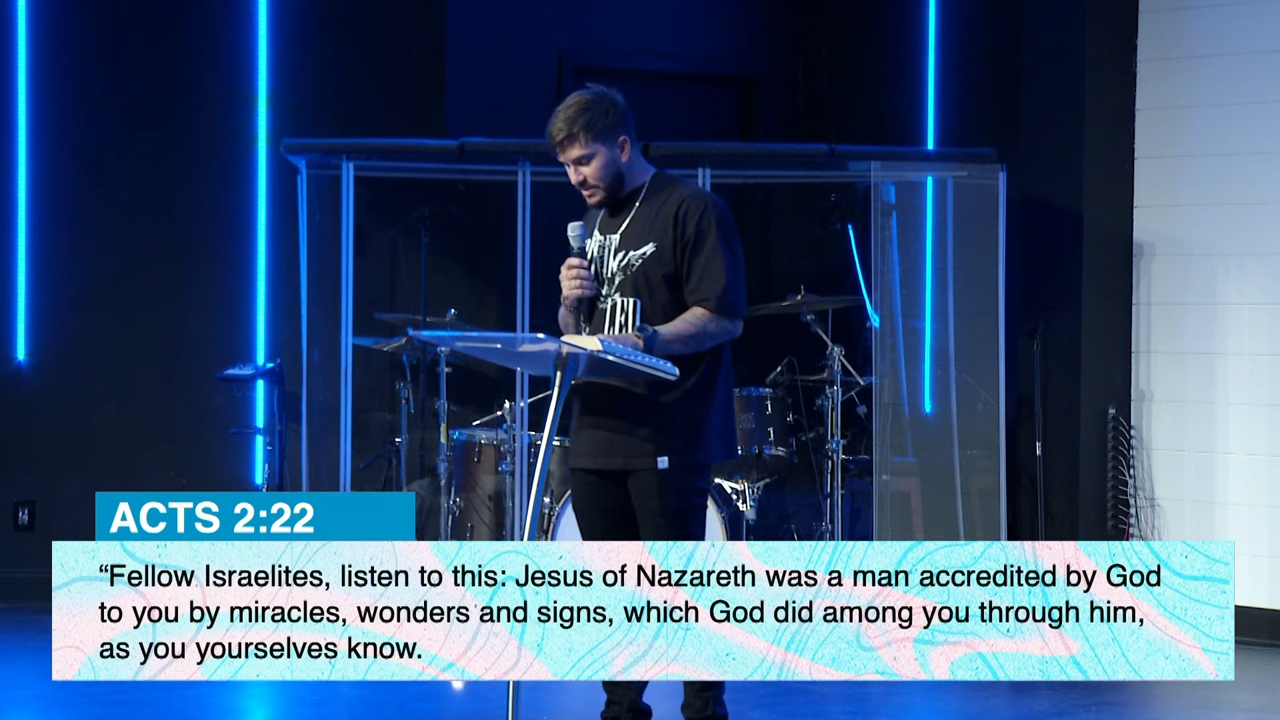 ACTS 2:22
“Fellow Israelites, listen to this: Jesus of Nazareth was a man accredited by God
to you by miracles, wonders and signs, which God did among you through him,
as you yourselves know.